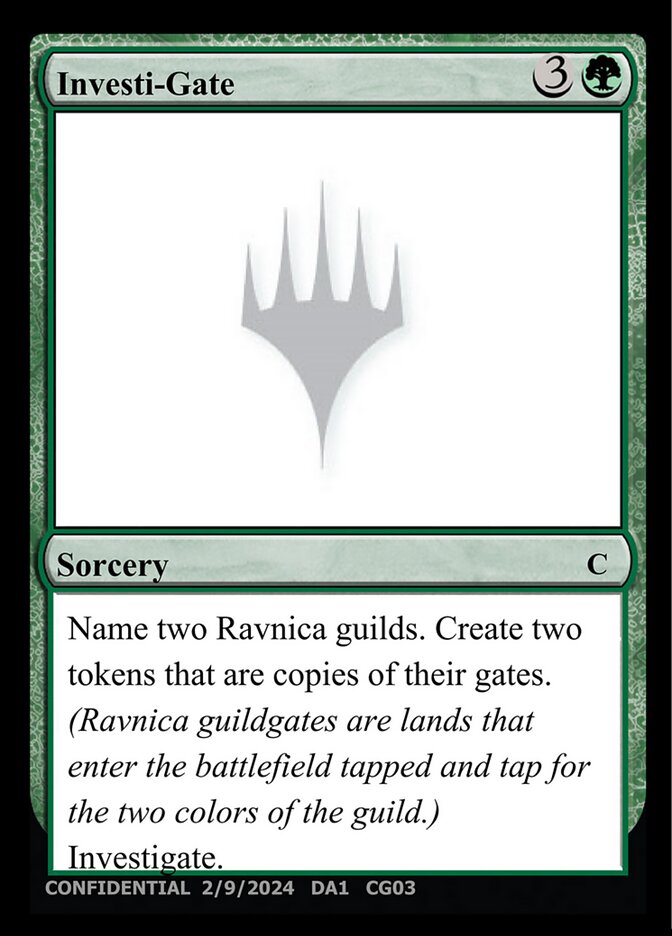 Investi-Gate
3
Sorcery
C
Name two Ravnica guilds. Create two
tokens that are copies of their gates.
(Ravnica guildgates are lands that
enter the battlefield tapped and tap for
the two colors of the guild.)
Investigate.
CONFIDENTIAL 2/9/2024 DA1 CG03